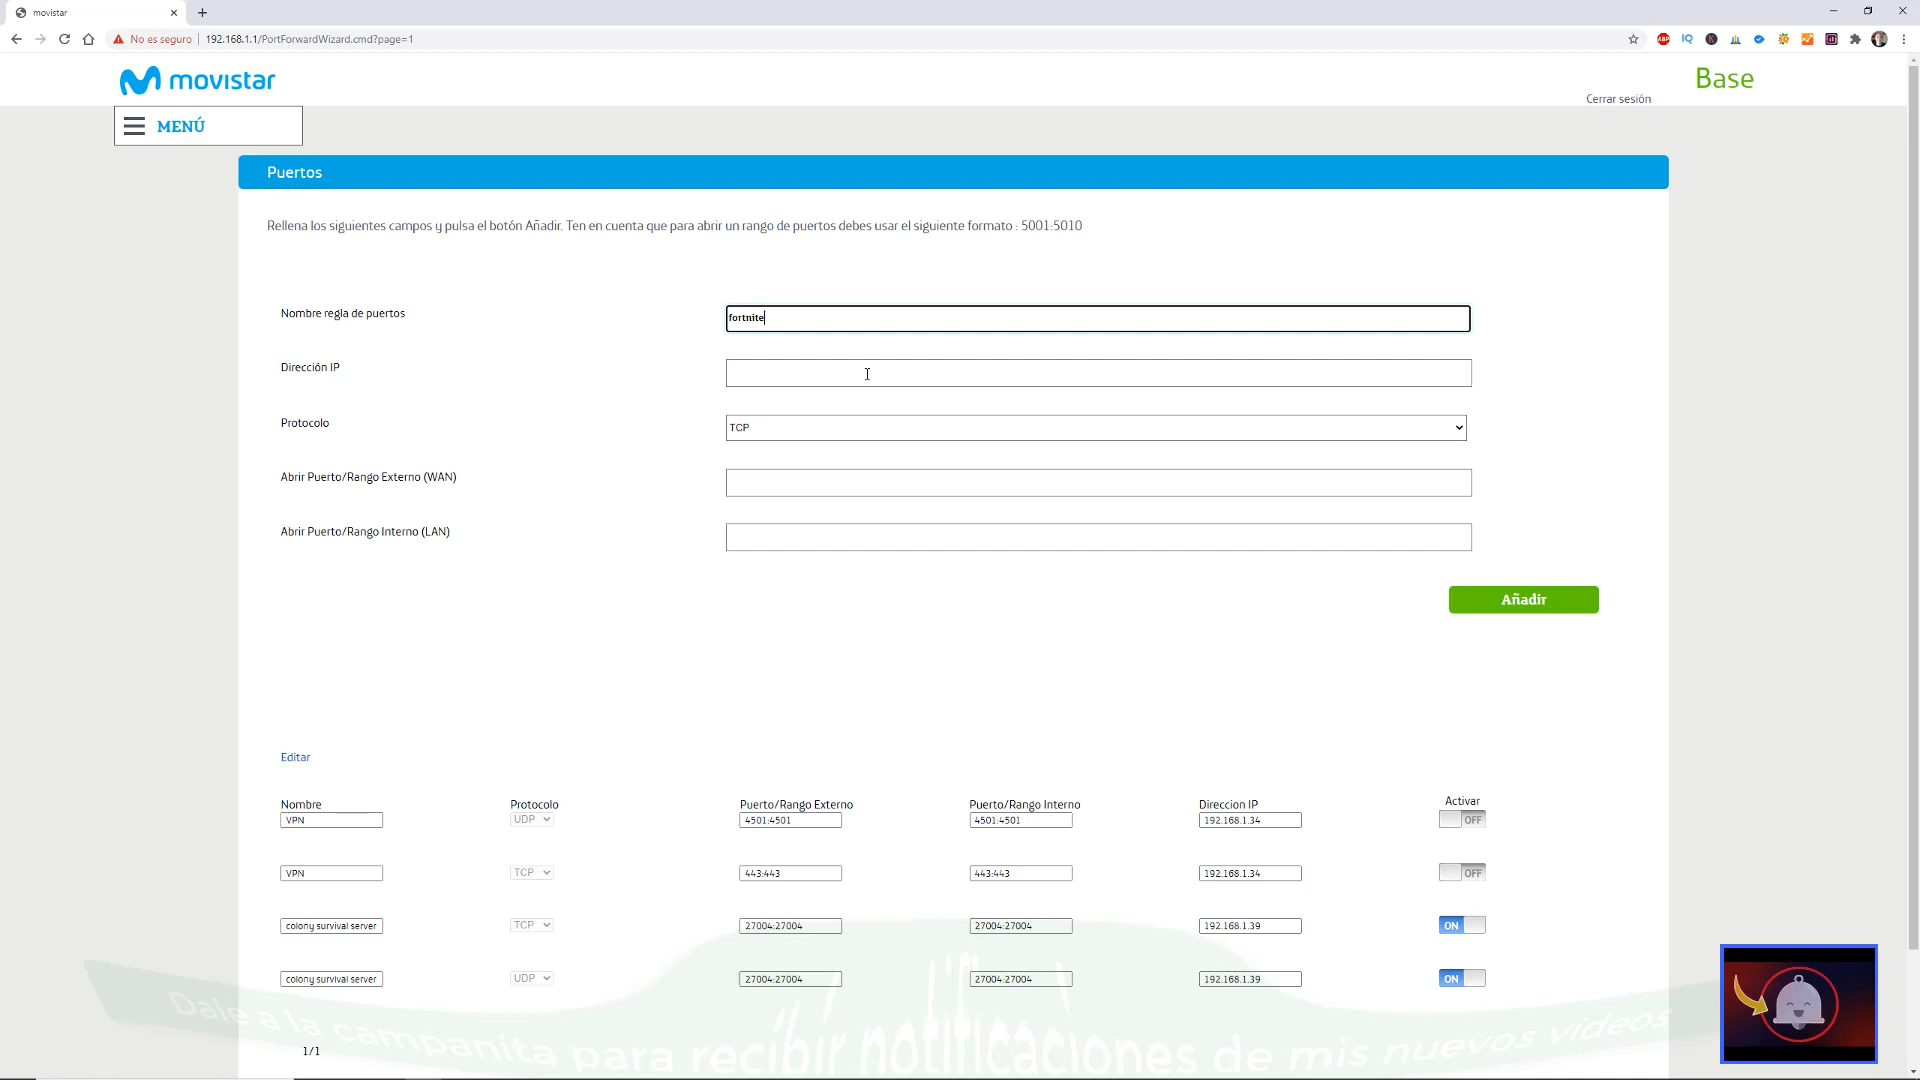 movistar
No es seguro
192.168.1.1/PortForwardWizard.cmd?page=1
movistar
Base
Cerrar sesión
MENÚ
Puertos
Rellena los siguientes campos y pulsa el botón Añadir. Ten en cuenta que para abrir un rango de puertos debes usar el siguiente formato : 5001:5010
Nombre regla de puertos
fortnite
Dirección IP
Protocolo
TCP
Abrir Puerto/Rango Externo (WAN)
Abrir Puerto/Rango Interno (LAN)
Añadir
Editar
Nombre Protocolo Puerto/Rango Externo Puerto/Rango Interno Direccion IP Activar
VPN UDP 4501:4501 4501:4501 192.168.1.34 OFF
VPN TCP 443:443 443:443 192.168.1.34 OFF
colony survival server TCP 27004:27004 27004:27004 192.168.1.39 ON
colony survival server UDP 27004:27004 27004:27004 192.168.1.39 ON
Dale a la campanita para recibir notificaciones de mis nuevos videos
1/1